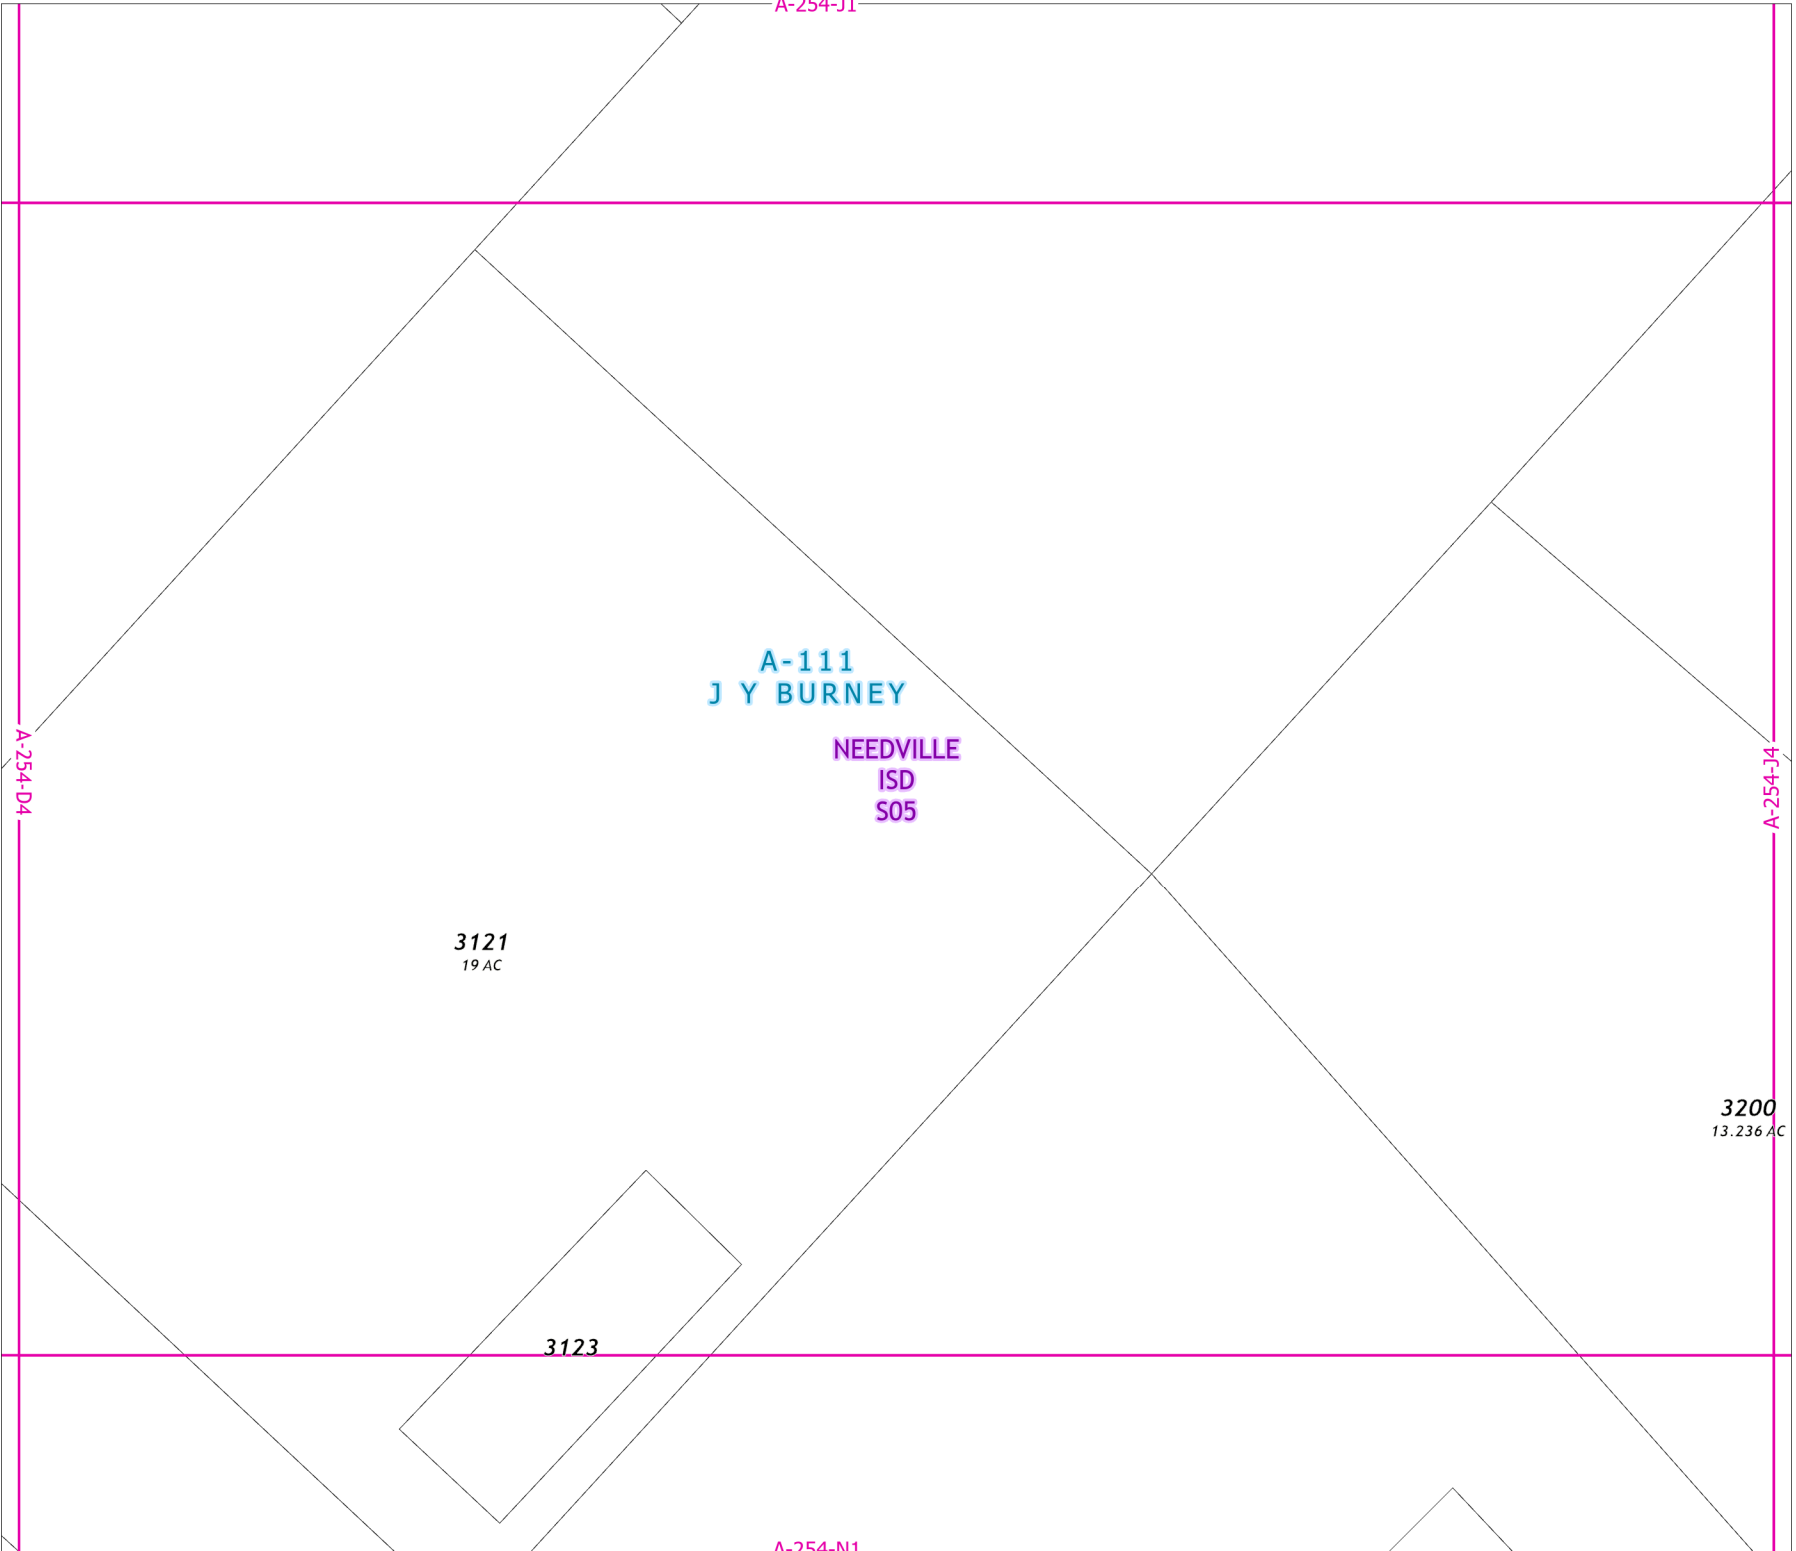 A-254-J1
A-111
J Y BURNEY
NEEDVILLE
ISD
S05
A-254-D4
A-254-J4
3121
19 AC
3200
13.236 AC
3123
A-254-N1